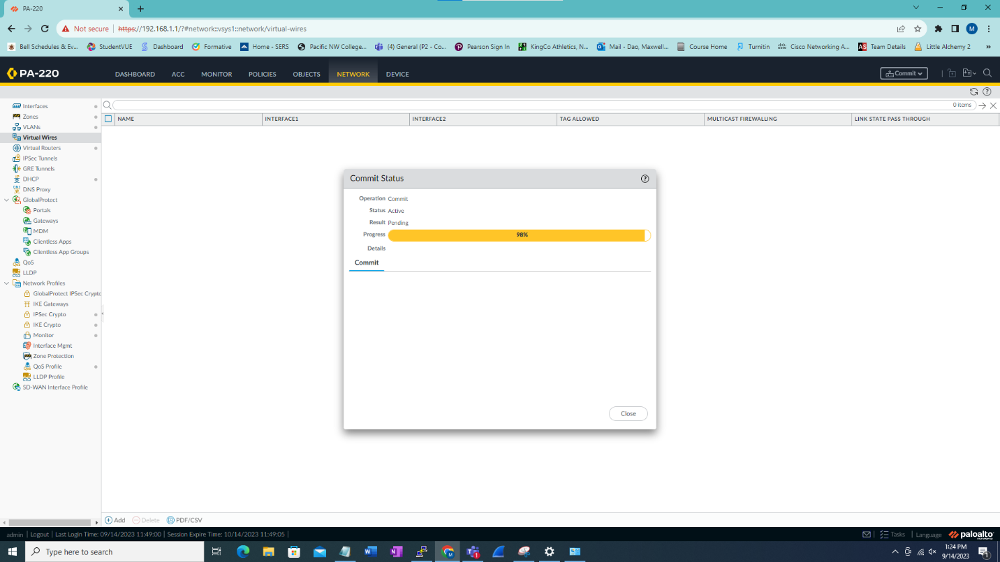 PA-220
Not secure
https://192.168.1.1/?#network::vsys1::network/virtual-wires
M
Bell Schedules & Ev...
StudentVUE
Dashboard
Formative
Home - SERS
Pacific NW College...
(4) General (P2 - Co...
Pearson Sign In
KingCo Athletics, N...
Mail - Dao, Maxwell...
Course Home
Turnitin
Cisco Networking A...
AS Team Details
Little Alchemy 2
»
PA-220
DASHBOARD
ACC
MONITOR
POLICIES
OBJECTS
NETWORK
DEVICE
Commit
Interfaces
Zones
VLANs
Virtual Wires
Virtual Routers
IPSec Tunnels
GRE Tunnels
DHCP
DNS Proxy
GlobalProtect
Portals
Gateways
MDM
Clientless Apps
Clientless App Groups
QoS
LLDP
Network Profiles
GlobalProtect IPSec Crypto
IKE Gateways
IPSec Crypto
IKE Crypto
Monitor
Interface Mgmt
Zone Protection
QoS Profile
LLDP Profile
SD-WAN Interface Profile
0 items
NAME
INTERFACE1
INTERFACE2
TAG ALLOWED
MULTICAST FIREWALLING
LINK STATE PASS THROUGH
Commit Status
Operation Commit
Status Active
Result Pending
Progress 98%
Details
Commit
Close
Add
Delete
PDF/CSV
admin | Logout | Last Login Time: 09/14/2023 11:49:00 | Session Expire Time: 10/14/2023 11:49:05 |
Tasks | Language
paloalto
NETWORKS
Type here to search
1:24 PM
9/14/2023